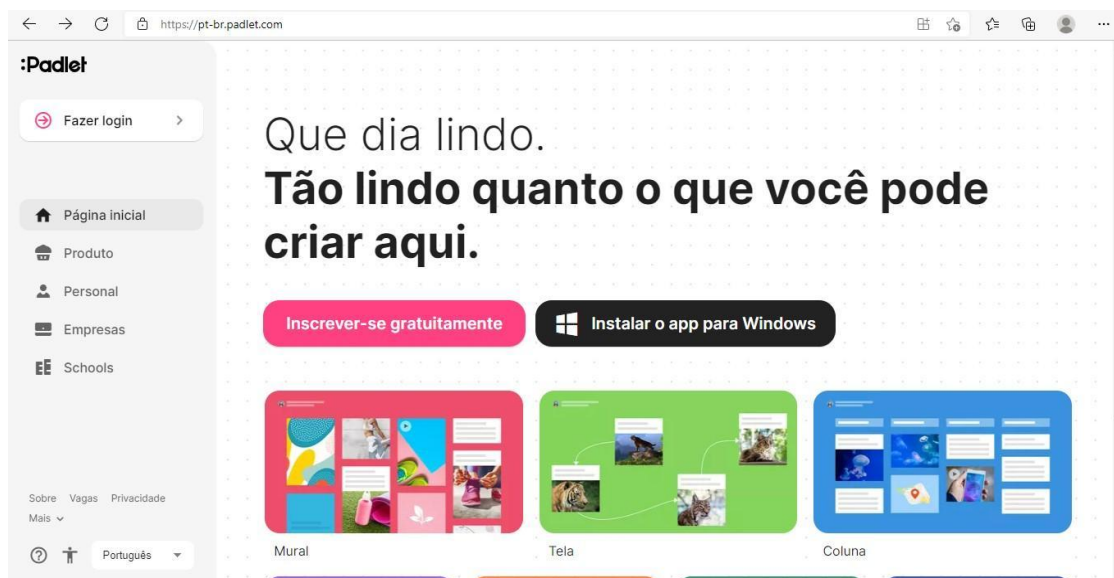 https://pt-br.padlet.com
:Padlet
Fazer login
Página inicial
Produto
Personal
Empresas
Schools
Sobre Vagas Privacidade
Mais
Português
Que dia lindo.
Tão lindo quanto o que você pode
criar aqui.
Inscrever-se gratuitamente
Instalar o app para Windows
Mural
Tela
Coluna